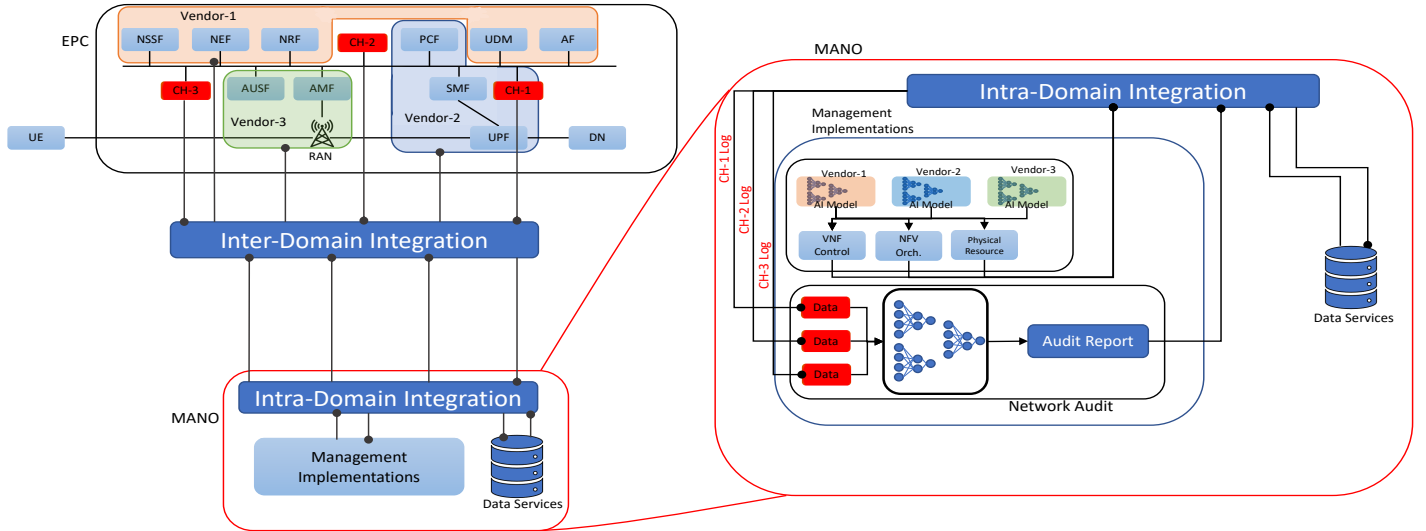 Vendor-1
EPC
NSSF
NEF
NRF
CH-2
PCF
UDM
AF
CH-3
AUSF
AMF
SMF
CH-1
Vendor-3
Vendor-2
UE
RAN
UPF
DN
Inter-Domain Integration
MANO
Intra-Domain Integration
Management
Implementations
Data Services
MANO
Intra-Domain Integration
Management
Implementations
CH-1 Log
CH-2 Log
CH-3 Log
Vendor-1
Vendor-2
Vendor-3
AI Model
AI Model
AI Model
VNF
Control
NFV
Orch.
Physical
Resource
Data Services
Data
Data
Data
Audit Report
Network Audit